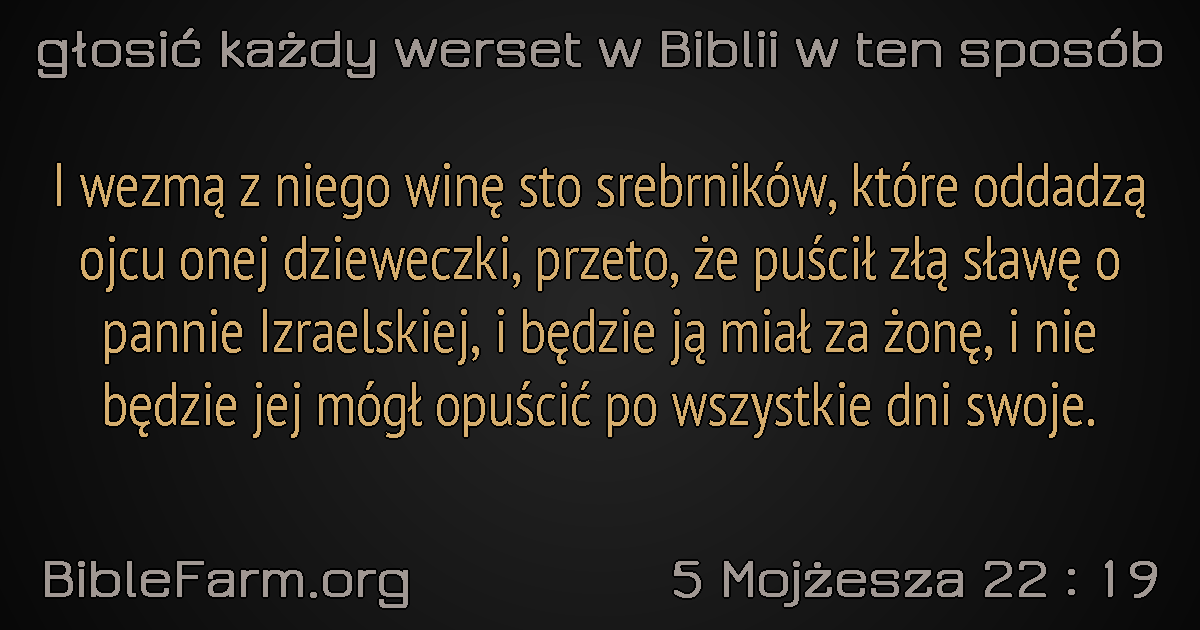 głosić każdy werset w Biblii w ten sposób
I wezmą z niego winę sto srebrników, które oddadzą
ojcu onej dzieweczki, przeto, że puścił złą sławę o
pannie Izraelskiej, i będzie ją miał za żonę, i nie
będzie jej mógł opuścić po wszystkie dni swoje.
BibleFarm.org
5 Mojżesza 22 : 19